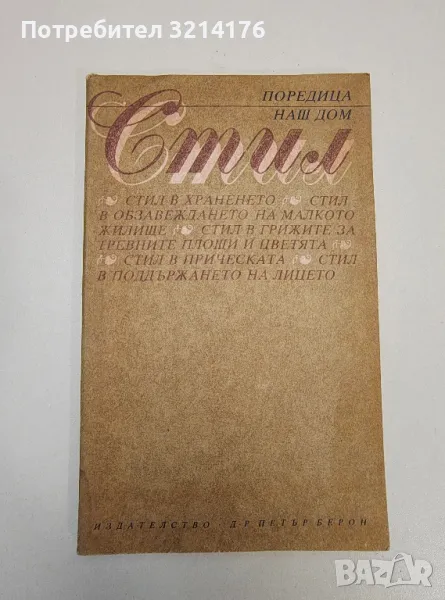 Потребител 3214176
ПОРЕДИЦА
НАШ ДОМ
Стил
СТИЛ В ХРАНЕНЕТО СТИЛ
В ОБЗАВЕЖДАНЕТО НА МАЛКОТО
ЖИЛИЩЕ СТИЛ В ГРИЖИТЕ ЗА
ТРЕВНИТЕ ПЛОЩИ И ЦВЕТЯТА
СТИЛ В ПРИЧЕСКАТА СТИЛ
В ПОДДЪРЖАНЕТО НА ЛИЦЕТО
ИЗДАТЕЛСТВО Д-Р ПЕТЪР БЕРОН
BAZAR